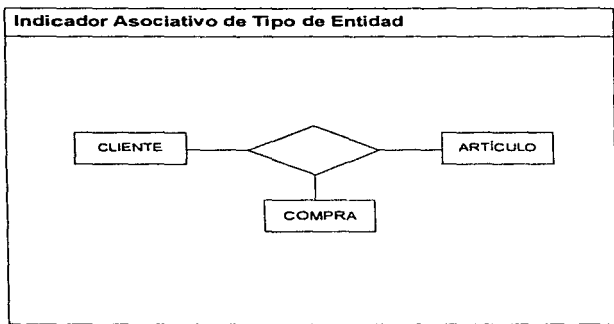 Indicador Asociativo de Tipo de Entidad
CLIENTE
ARTÍCULO
COMPRA